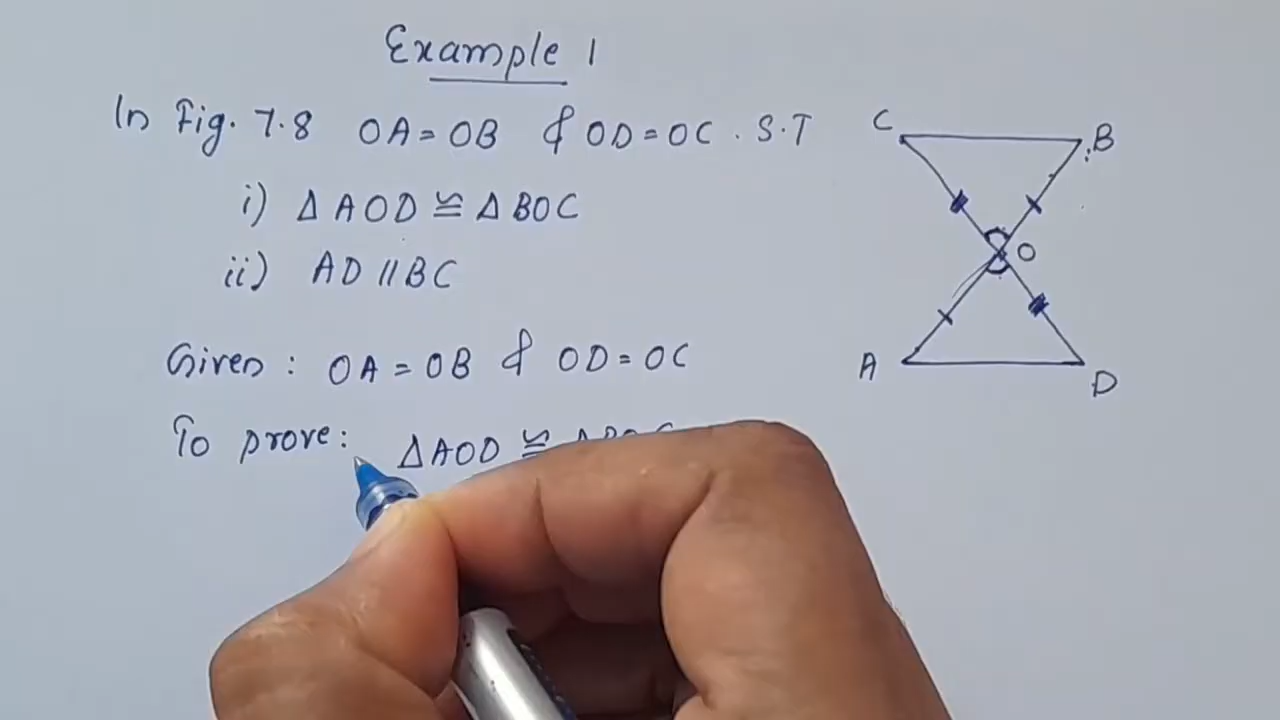 Example 1
In Fig. 7.8 OA = OB & OD = OC . S.T
i) Δ AOD ≅ Δ BOC
ii) AD || BC
Given : OA = OB & OD = OC
To prove : Δ AOD ≅
C
B
O
A
D